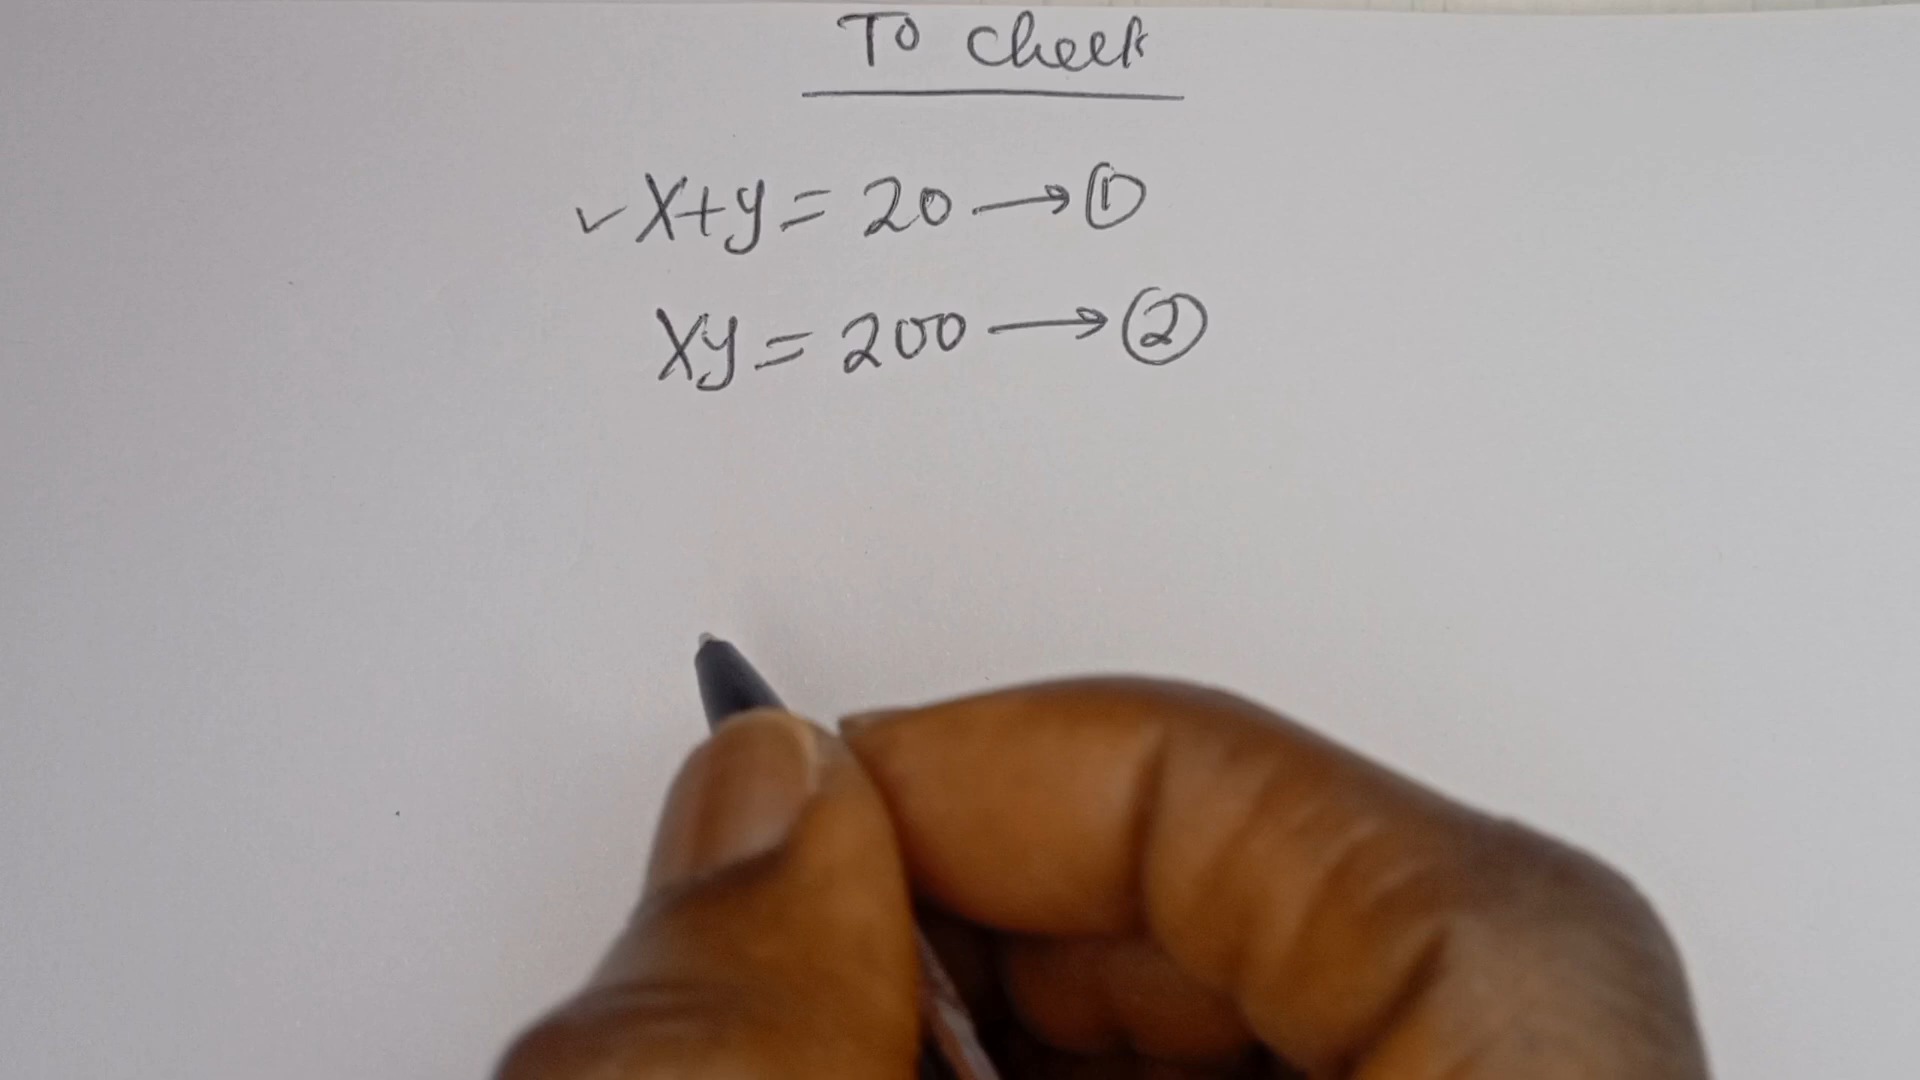 To check
✓ x+y = 20 → ①
xy = 200 → ②